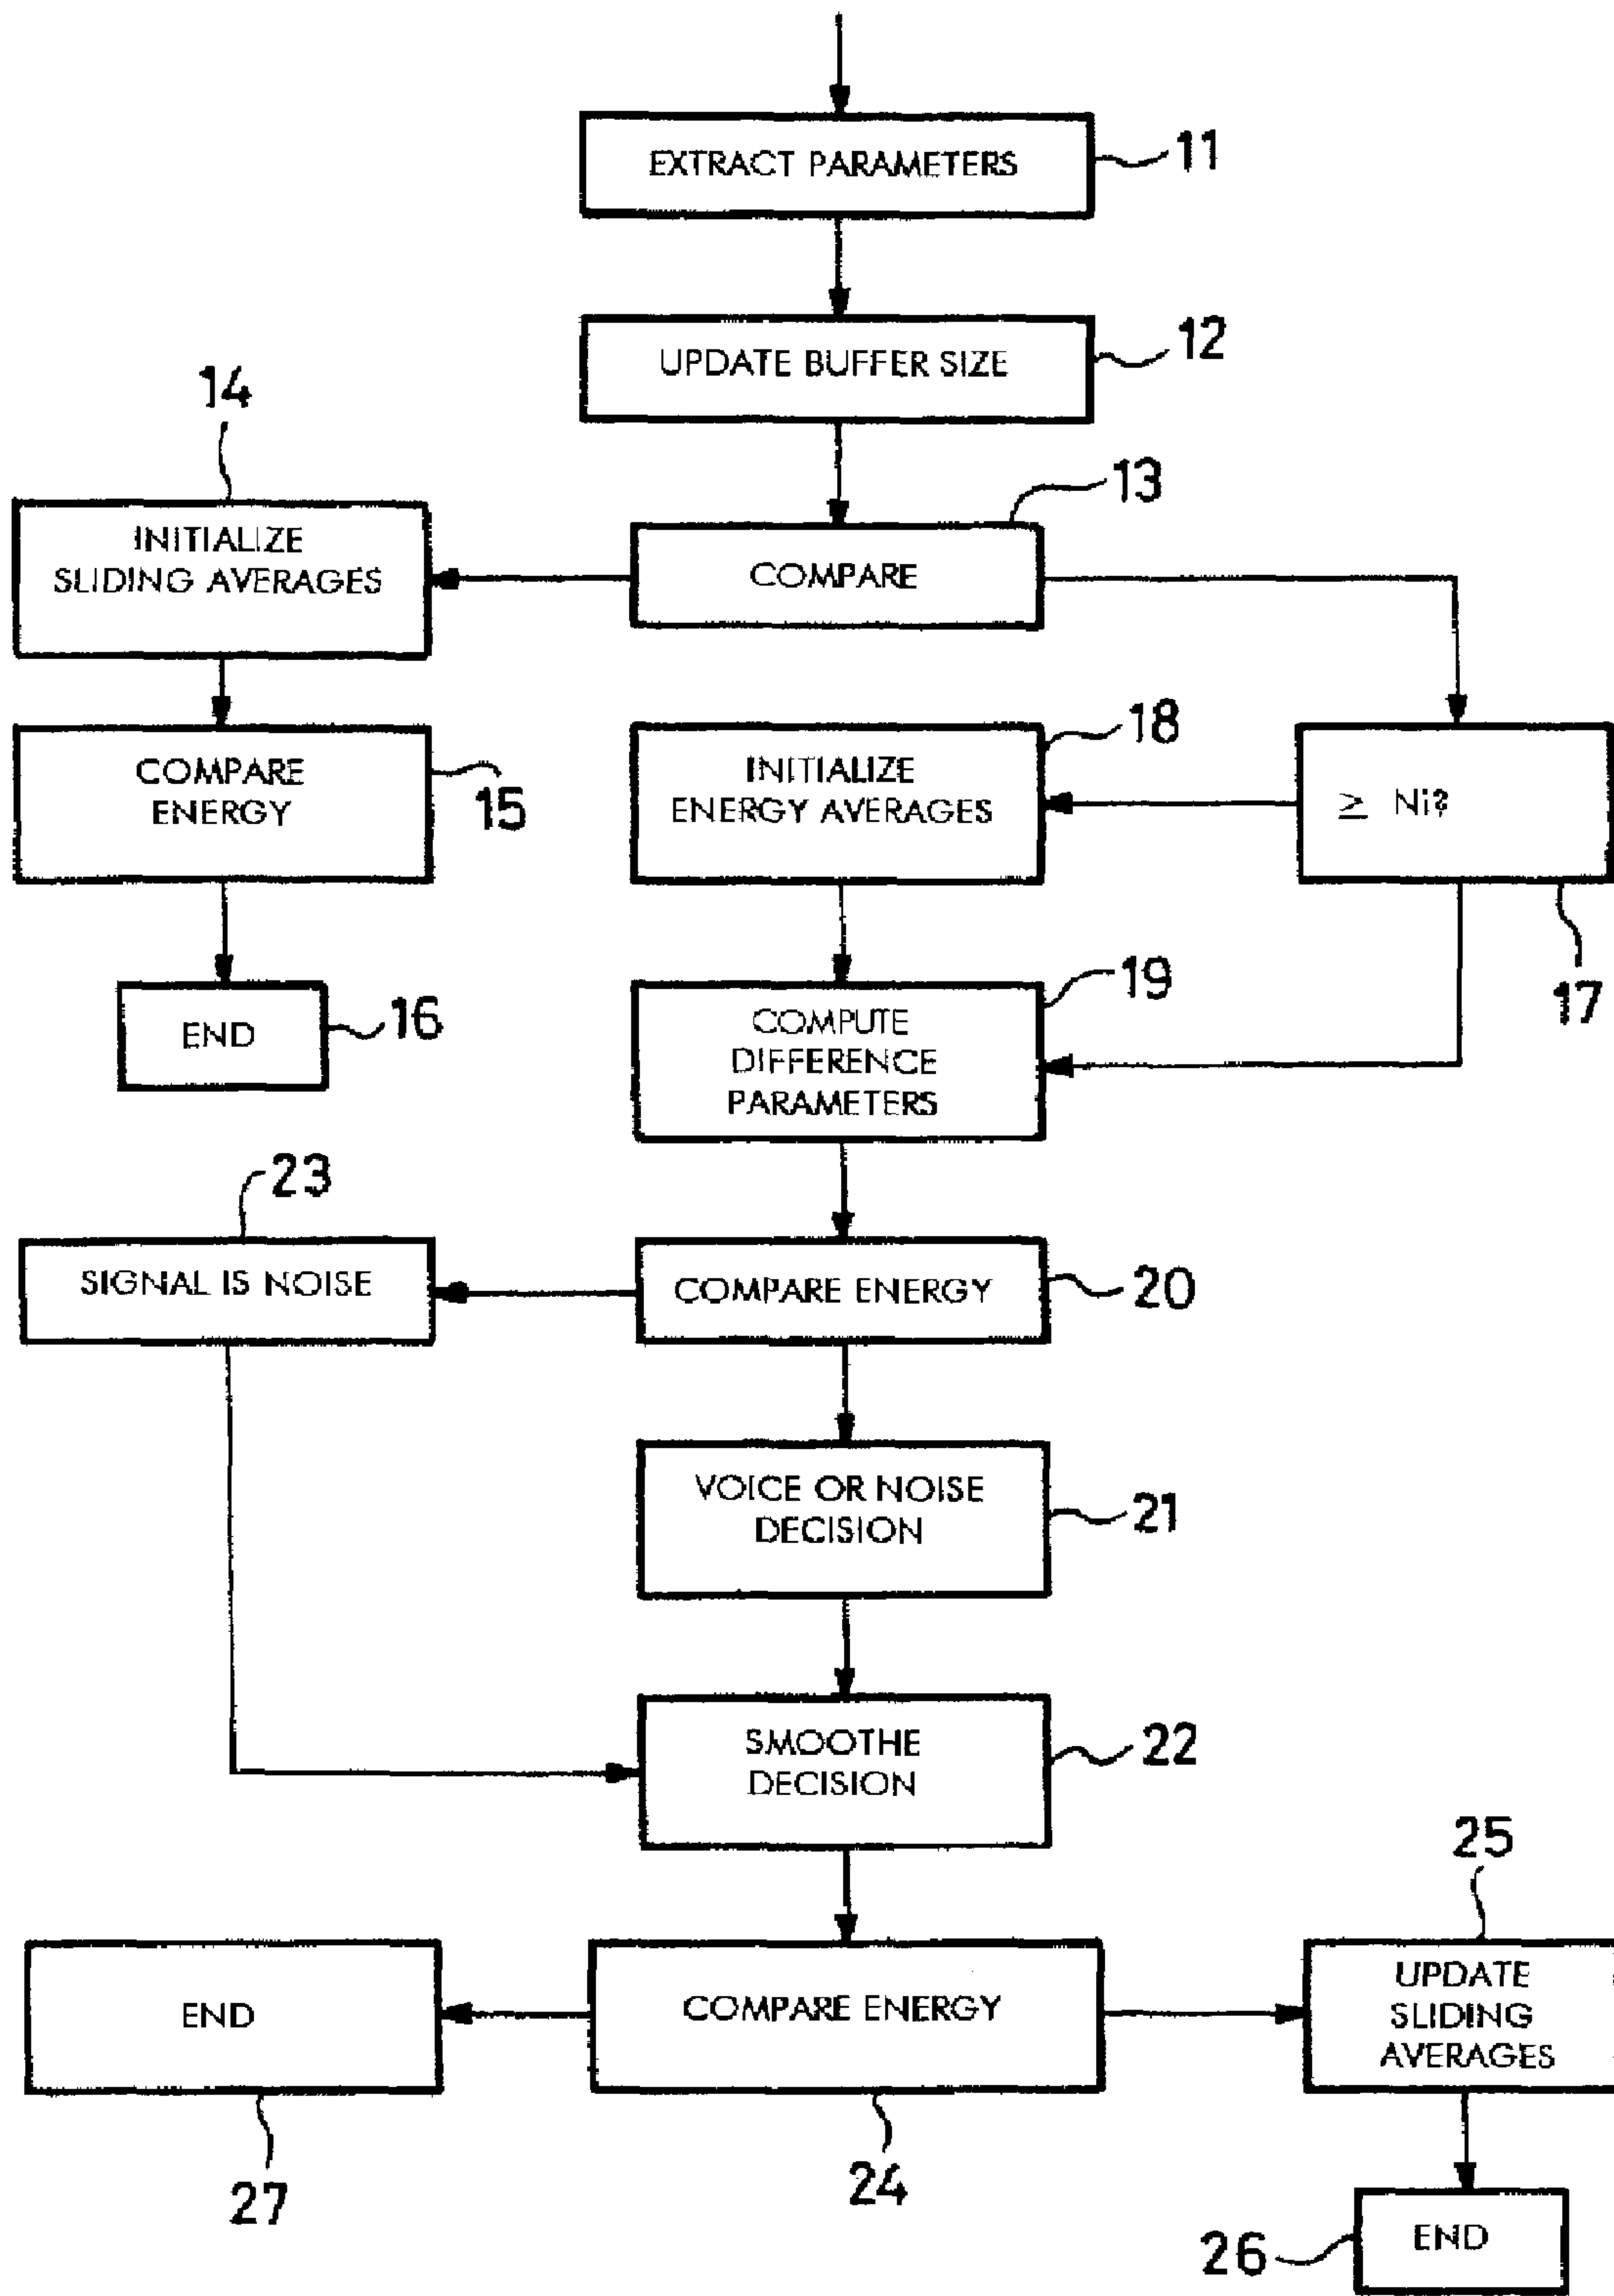 EXTRACT PARAMETERS
11
UPDATE BUFFER SIZE
12
13
COMPARE
14
INITIALIZE
SLIDING AVERAGES
COMPARE
ENERGY
15
END
16
≥ Ni?
17
18
INITIALIZE
ENERGY AVERAGES
19
COMPUTE
DIFFERENCE
PARAMETERS
COMPARE ENERGY
20
23
SIGNAL IS NOISE
VOICE OR NOISE
DECISION
21
SMOOTHE
DECISION
22
COMPARE ENERGY
24
END
27
25
UPDATE
SLIDING
AVERAGES
END
26